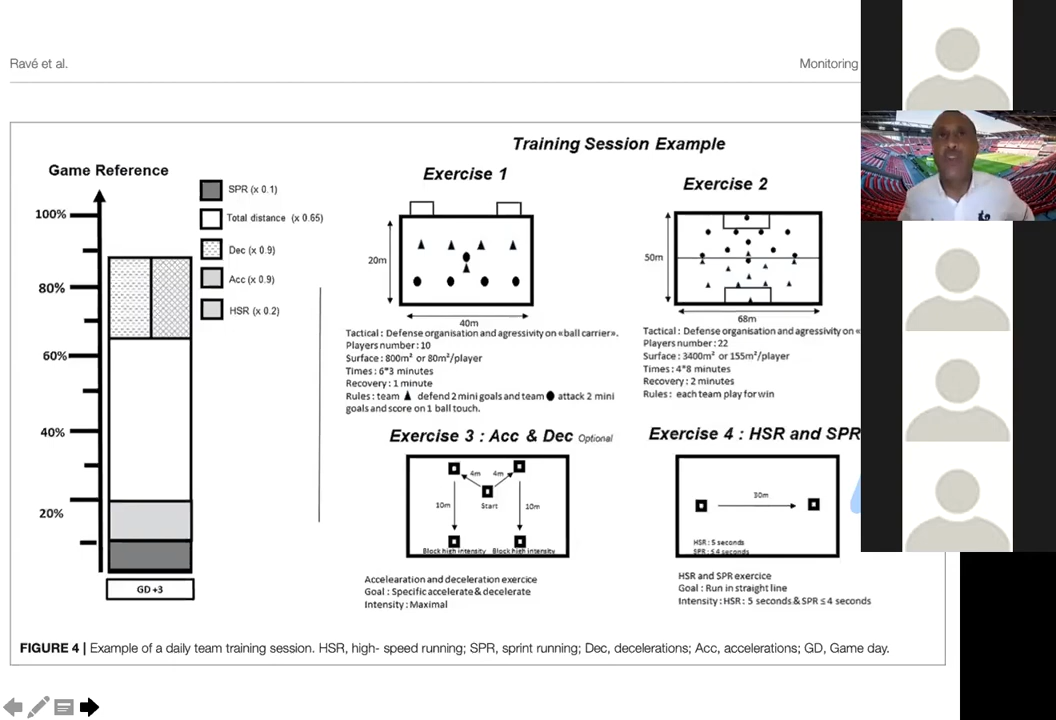 Ravé et al.
Monitoring
Training Session Example
Game Reference
100%
80%
60%
40%
20%
GD +3
SPR (x 0.1)
Total distance (x 0.65)
Dec (x 0.9)
Acc (x 0.9)
HSR (x 0.2)
Exercise 1
20m
40m
Tactical : Defense organisation and agressivity on «ball carrier».
Players number : 10
Surface : 800m² or 80m²/player
Times : 6*3 minutes
Recovery : 1 minute
Rules : team ▲ defend 2 mini goals and team ● attack 2 mini
goals and score on 1 ball touch.
Exercise 2
50m
68m
Tactical : Defense organisation and agressivity on «
Players number : 22
Surface : 3400m² or 155m²/player
Times : 4*8 minutes
Recovery : 2 minutes
Rules : each team play for win
Exercise 3 : Acc & Dec Optional
4m 4m
10m
Start
10m
Block high intensity Block high intensity
Accelearation and deceleration exercice
Goal : Specific accelerate & decelerate
Intensity : Maximal
Exercise 4 : HSR and SPR
30m
HSR : 5 seconds
SPR : ≤ 4 seconds
HSR and SPR exercice
Goal : Run in straight line
Intensity : HSR : 5 seconds & SPR ≤ 4 seconds
FIGURE 4 | Example of a daily team training session. HSR, high- speed running; SPR, sprint running; Dec, decelerations; Acc, accelerations; GD, Game day.